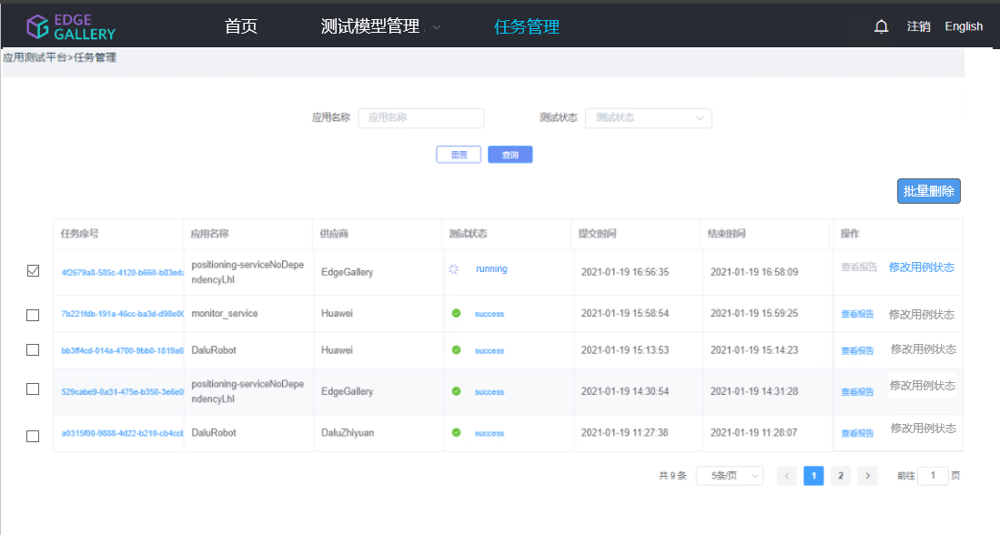 EDGE
GALLERY
首页 测试模型管理 任务管理 注销 English
应用测试平台>任务管理
应用名称 应用名称 测试状态 测试状态
重置 查询
批量删除
任务序号 应用名称 供应商 测试状态 提交时间 结束时间 操作
4f2679a8-585c-4120-b660-b83eda positioning-serviceNoDependencyLhl EdgeGallery running 2021-01-19 16:56:35 2021-01-19 16:58:09 查看报告 修改用例状态
7b221fdb-191a-46cc-ba3d-d98e00 monitor_service Huawei success 2021-01-19 15:58:54 2021-01-19 15:59:25 查看报告 修改用例状态
bb3ff4cd-014a-4700-9bb0-1819a6 DaluRobot Huawei success 2021-01-19 15:13:53 2021-01-19 15:14:23 查看报告 修改用例状态
529cabe9-0a31-475e-b350-3e6e0 positioning-serviceNoDependencyLhl EdgeGallery success 2021-01-19 14:30:54 2021-01-19 14:31:28 查看报告 修改用例状态
a0315f00-9888-4d22-b210-cb4ccb DaluRobot DaluZhiyuan success 2021-01-19 11:27:38 2021-01-19 11:28:07 查看报告 修改用例状态
共 9 条 5条/页 < 1 2 > 前往 1 页